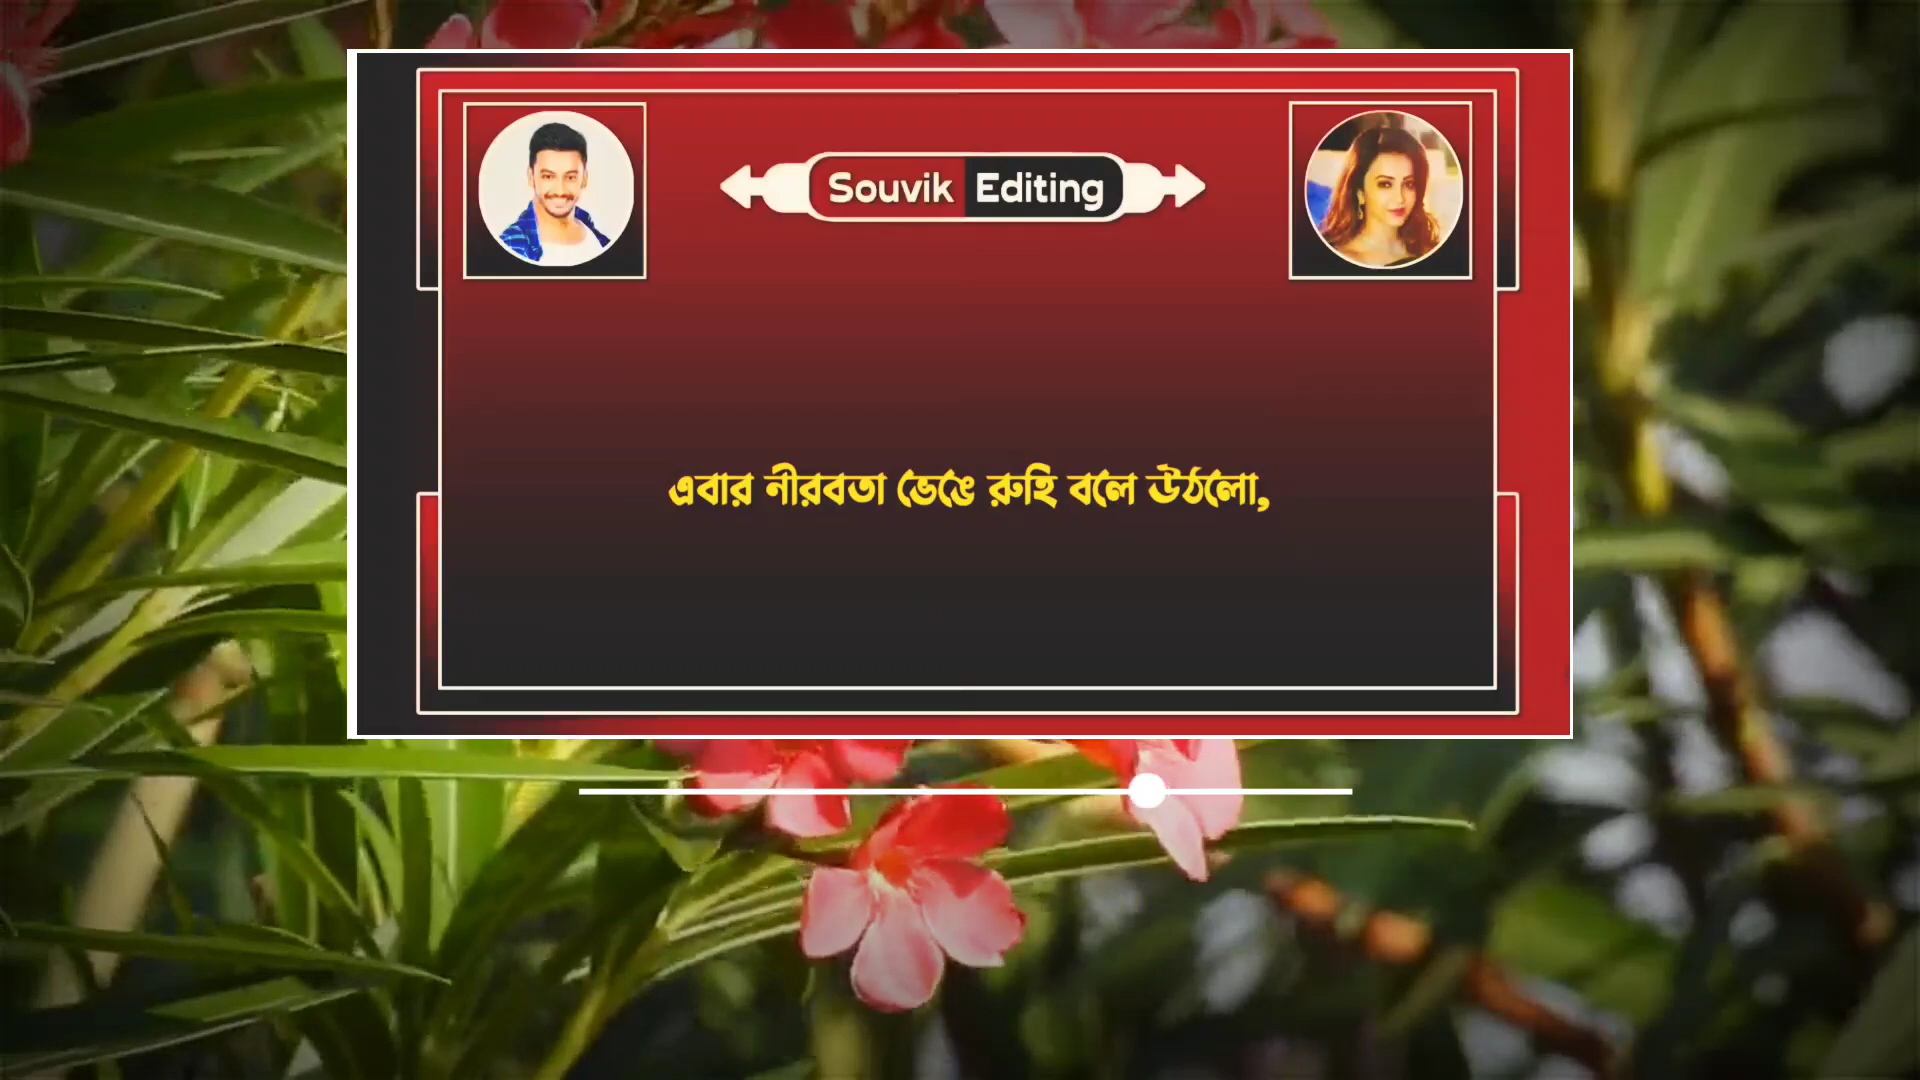 Souvik Editing
এবার নীরবতা ভেঙে রুহি বলে উঠলো,